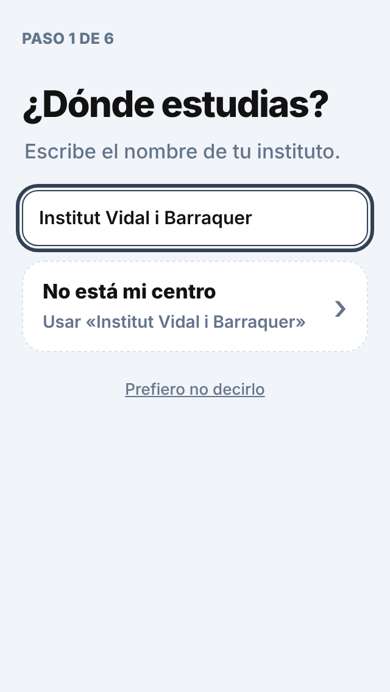 PASO 1 DE 6
¿Dónde estudias?
Escribe el nombre de tu instituto.
Institut Vidal i Barraquer
No está mi centro
Usar «Institut Vidal i Barraquer»
Prefiero no decirlo